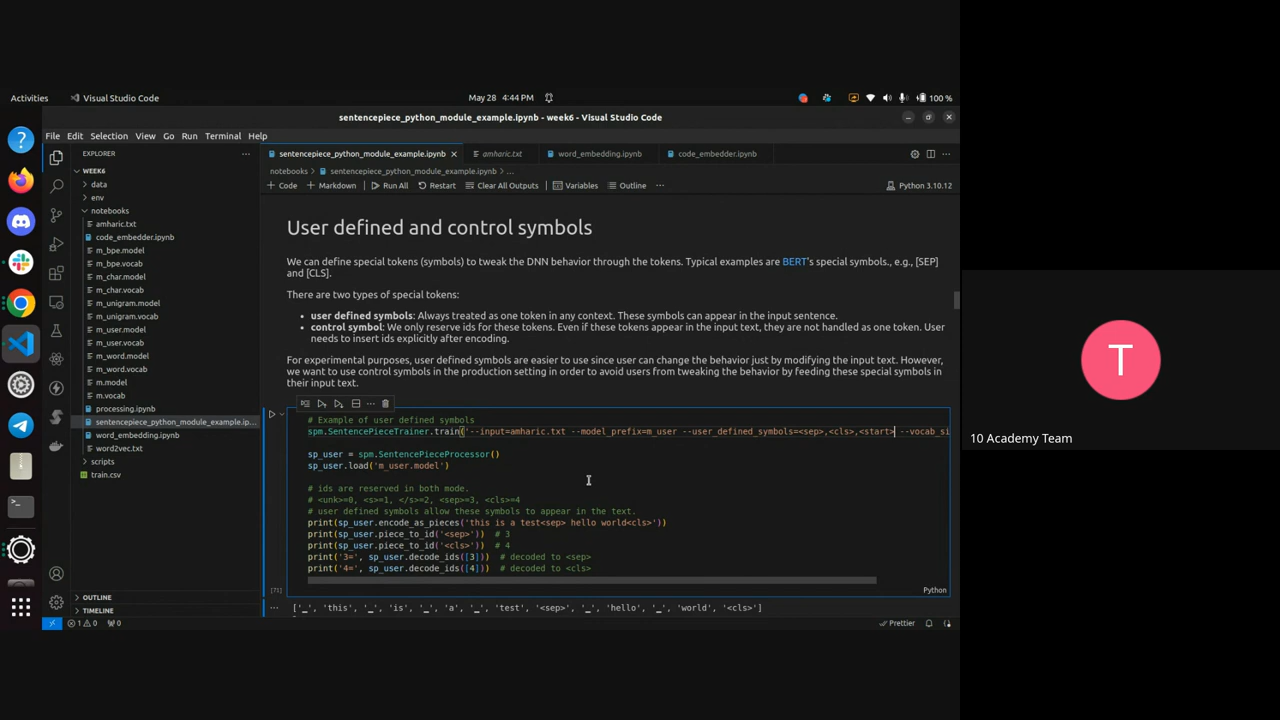 Activities
Visual Studio Code
May 28 4:44 PM
100 %
sentencepiece_python_module_example.ipynb - week6 - Visual Studio Code
File Edit Selection View Go Run Terminal Help
EXPLORER
WEEK6
data
env
notebooks
amharic.txt
code_embedder.ipynb
m_bpe.model
m_bpe.vocab
m_char.model
m_char.vocab
m_unigram.model
m_unigram.vocab
m_user.model
m_user.vocab
m_word.model
m_word.vocab
m.model
m.vocab
processing.ipynb
sentencepiece_python_module_example.ip...
word_embedding.ipynb
word2vec.txt
scripts
train.csv
OUTLINE
TIMELINE
sentencepiece_python_module_example.ipynb
amharic.txt
word_embedding.ipynb
code_embedder.ipynb
notebooks > sentencepiece_python_module_example.ipynb > ...
+ Code + Markdown Run All Restart Clear All Outputs Variables Outline ...
Python 3.10.12
User defined and control symbols
We can define special tokens (symbols) to tweak the DNN behavior through the tokens. Typical examples are BERT's special symbols., e.g., [SEP]
and [CLS].
There are two types of special tokens:
• user defined symbols: Always treated as one token in any context. These symbols can appear in the input sentence.
• control symbol: We only reserve ids for these tokens. Even if these tokens appear in the input text, they are not handled as one token. User
needs to insert ids explicitly after encoding.
For experimental purposes, user defined symbols are easier to use since user can change the behavior just by modifying the input text. However,
we want to use control symbols in the production setting in order to avoid users from tweaking the behavior by feeding these special symbols in
their input text.
# Example of user defined symbols
spm.SentencePieceTrainer.train('--input=amharic.txt --model_prefix=m_user --user_defined_symbols=<sep>,<cls>,<start> --vocab_si
sp_user = spm.SentencePieceProcessor()
sp_user.load('m_user.model')
# ids are reserved in both mode.
# <unk>=0, <s>=1, </s>=2, <sep>=3, <cls>=4
# user defined symbols allow these symbols to appear in the text.
print(sp_user.encode_as_pieces('this is a test<sep> hello world<cls>'))
print(sp_user.piece_to_id('<sep>')) # 3
print(sp_user.piece_to_id('<cls>')) # 4
print('3=', sp_user.decode_ids([3])) # decoded to <sep>
print('4=', sp_user.decode_ids([4])) # decoded to <cls>
[71]
Python
['▁', 'this', '▁', 'is', '▁', 'a', '▁', 'test', '<sep>', '▁', 'hello', '▁', 'world', '<cls>']
1 0 0
Prettier
T
10 Academy Team